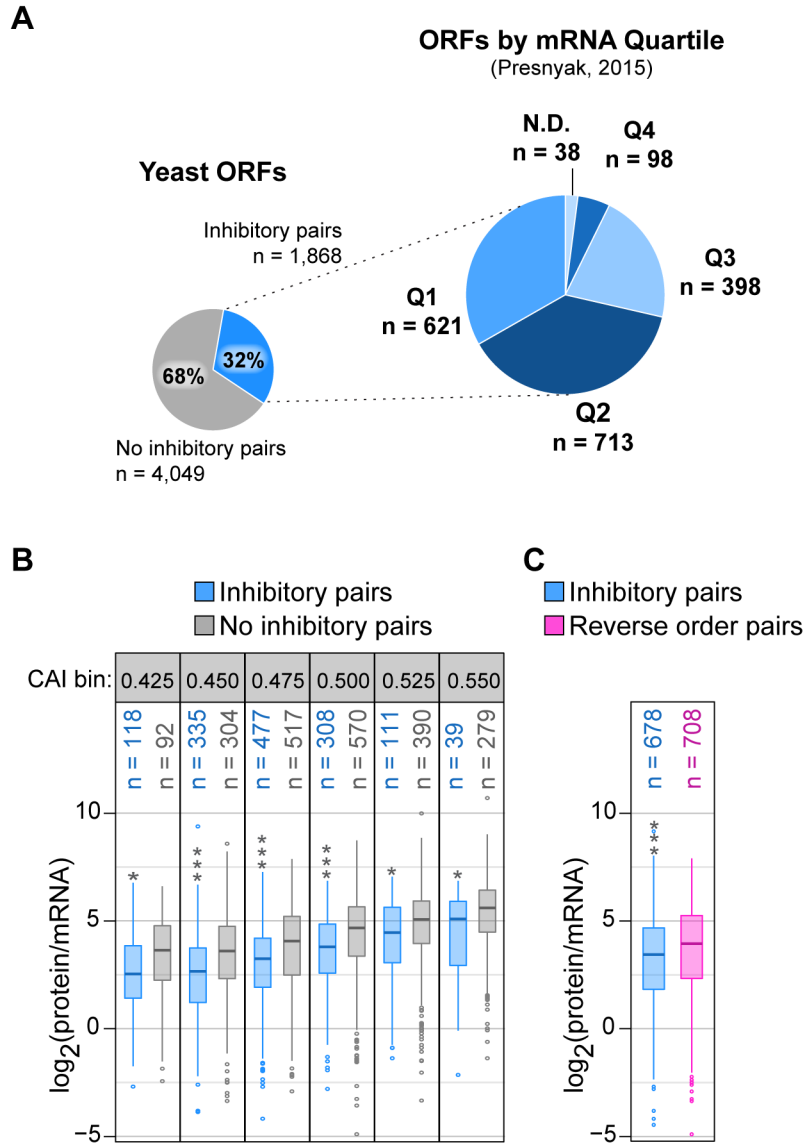 A
ORFs by mRNA Quartile
(Presnyak, 2015)
N.D.
n = 38
Q4
n = 98
Yeast ORFs
Inhibitory pairs
n = 1,868
Q3
n = 398
Q1
n = 621
32%
68%
Q2
n = 713
No inhibitory pairs
n = 4,049
B
Inhibitory pairs
No inhibitory pairs
CAI bin: 0.425 0.450 0.475 0.500 0.525 0.550
n = 118 n = 92 n = 335 n = 304 n = 477 n = 517 n = 308 n = 570 n = 111 n = 390 n = 39 n = 279
10
* *** *** *** * *
5
0
−5
log2(protein/mRNA)
C
Inhibitory pairs
Reverse order pairs
n = 678 n = 708
10
***
5
0
−5
log2(protein/mRNA)